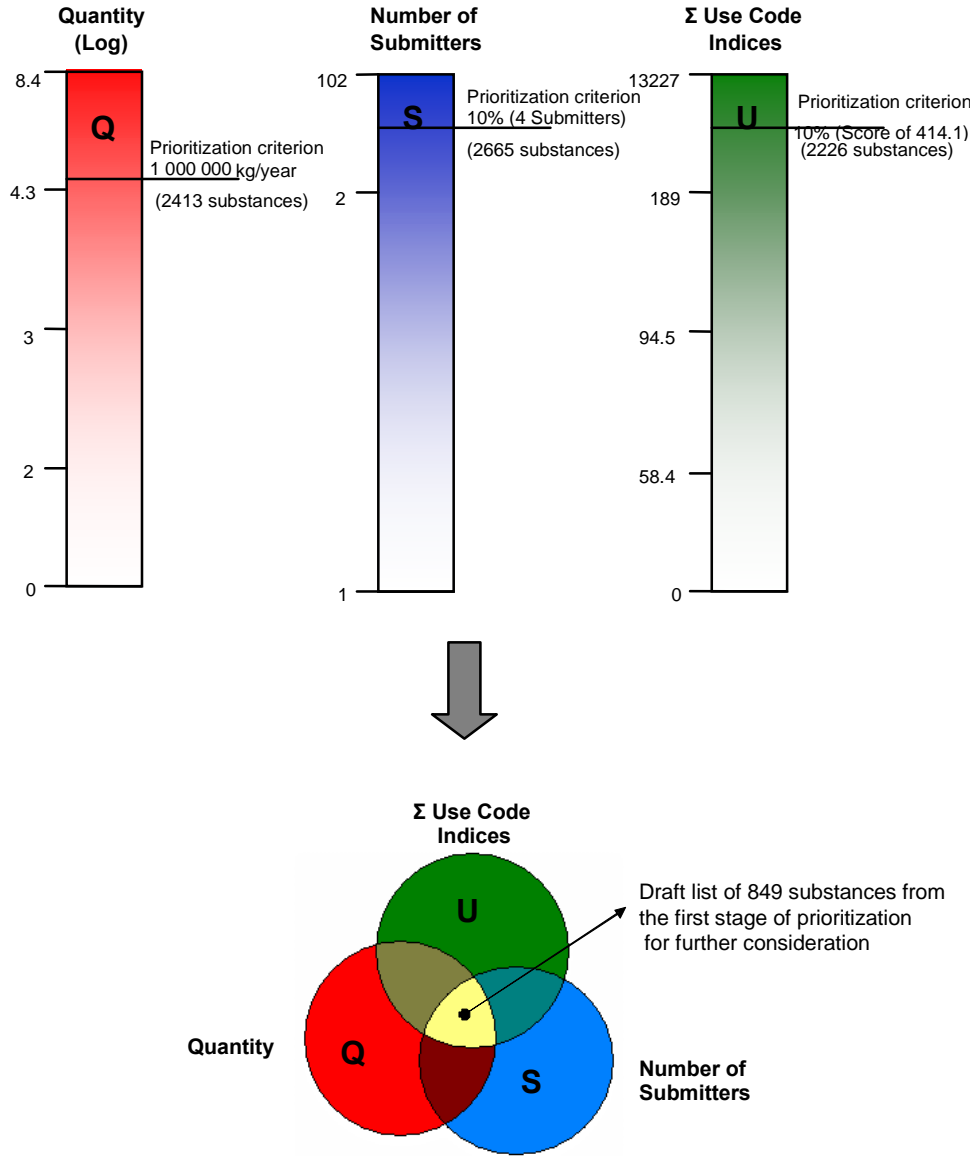 Quantity
(Log)
8.4
Q
Prioritization criterion
1 000 000 kg/year
4.3
(2413 substances)
3
2
0
Number of
Submitters
102
S
Prioritization criterion
10% (4 Submitters)
(2665 substances)
2
1
Σ Use Code
Indices
13227
U
Prioritization criterion
10% (Score of 414.1)
(2226 substances)
189
94.5
58.4
0
Σ Use Code
Indices
U
Draft list of 849 substances from
the first stage of prioritization
for further consideration
Quantity
Q
S
Number of
Submitters